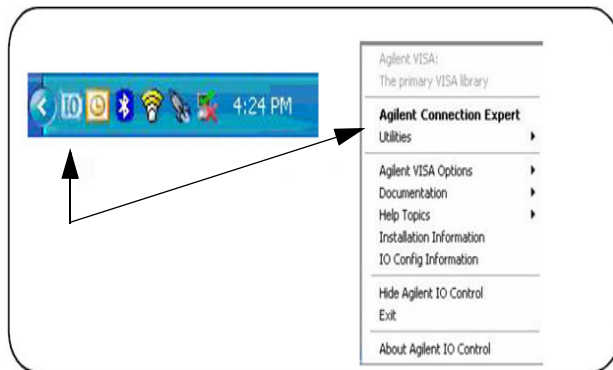 IO
4:24 PM
Agilent VISA:
The primary VISA library
Agilent Connection Expert
Utilities
Agilent VISA Options
Documentation
Help Topics
Installation Information
IO Config Information
Hide Agilent IO Control
Exit
About Agilent IO Control